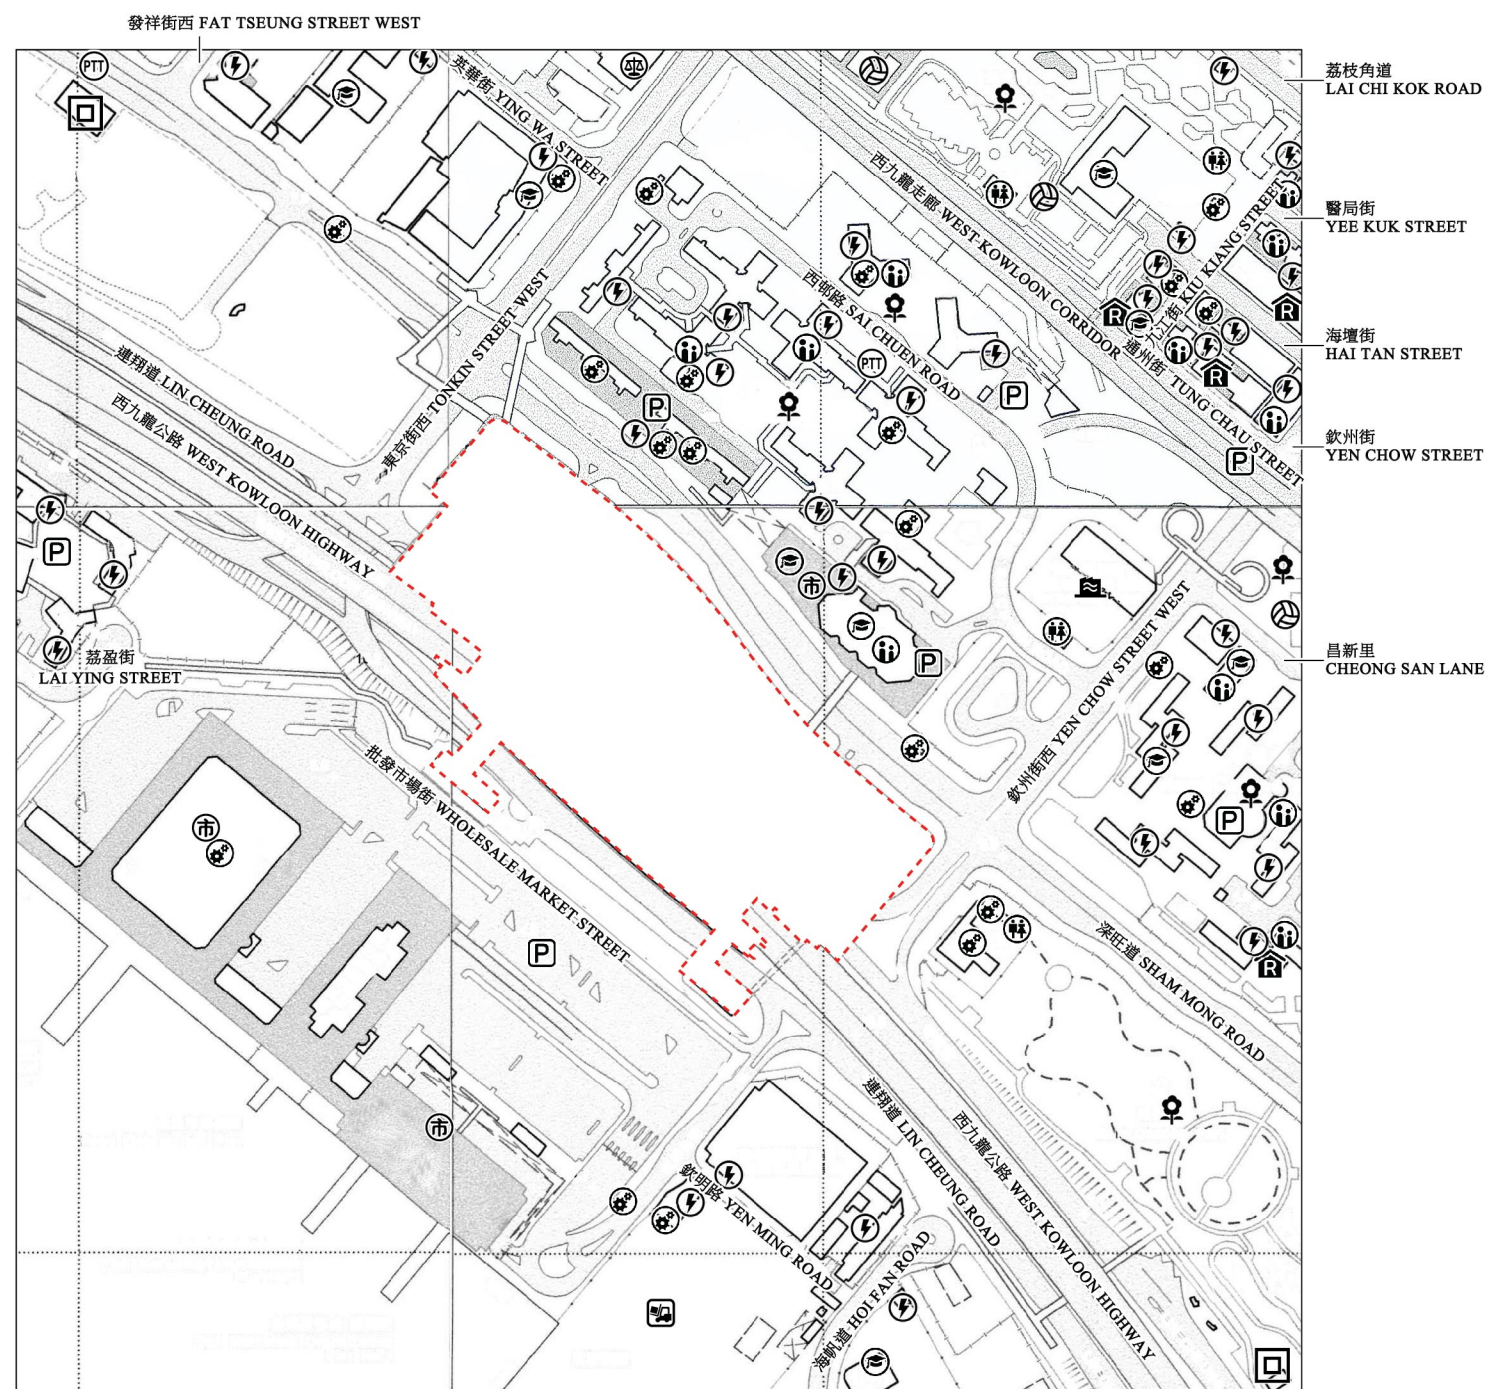 發祥街西 FAT TSEUNG STREET WEST
荔枝角道
LAI CHI KOK ROAD
PTT
英華街 YING WA STREET
西九龍走廊 WEST KOWLOON CORRIDOR
醫局街
YEE KUK STREET
九江街 KIU KIANG STREET
東京街西 TONKIN STREET WEST
西邨路 SAI CHUEN ROAD
R
R
海壇街
HAI TAN STREET
通州街 TUNG CHAU STREET
連翔道 LIN CHEUNG ROAD
PTT
R
P
P
西九龍公路 WEST KOWLOON HIGHWAY
欽州街
YEN CHOW STREET
P
P
市
荔盈街
LAI YING STREET
P
欽州街西 YEN CHOW STREET WEST
昌新里
CHEONG SAN LANE
批發市場街 WHOLESALE MARKET STREET
市
P
P
深旺道 SHAM MONG ROAD
R
市
連翔道 LIN CHEUNG ROAD
西九龍公路 WEST KOWLOON HIGHWAY
欽明路 YEN MING ROAD
海帆道 HOI FAN ROAD